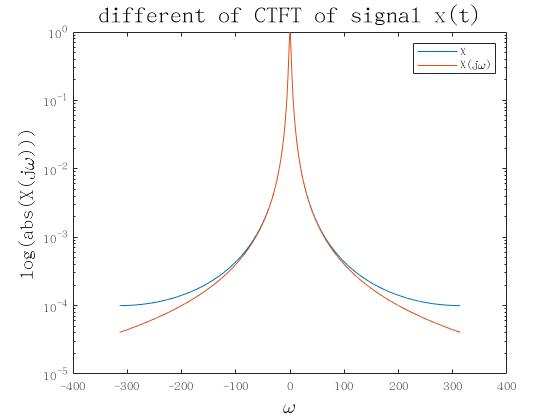 different of CTFT of signal x(t)
10^0
X
X(jω)
10^-1
10^-2
10^-3
10^-4
10^-5
log(abs(X(jω)))
-400 -300 -200 -100 0 100 200 300 400
ω